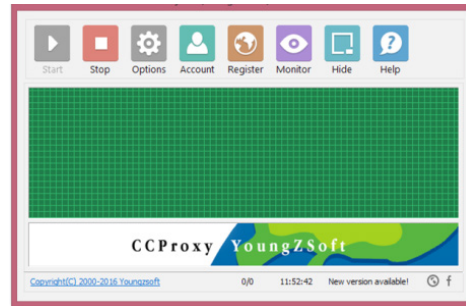 Start Stop Options Account Register Monitor Hide Help
CCProxy YoungZSoft
Copyright(C) 2000-2016 Youngzsoft 0/0 11:52:42 New version available!